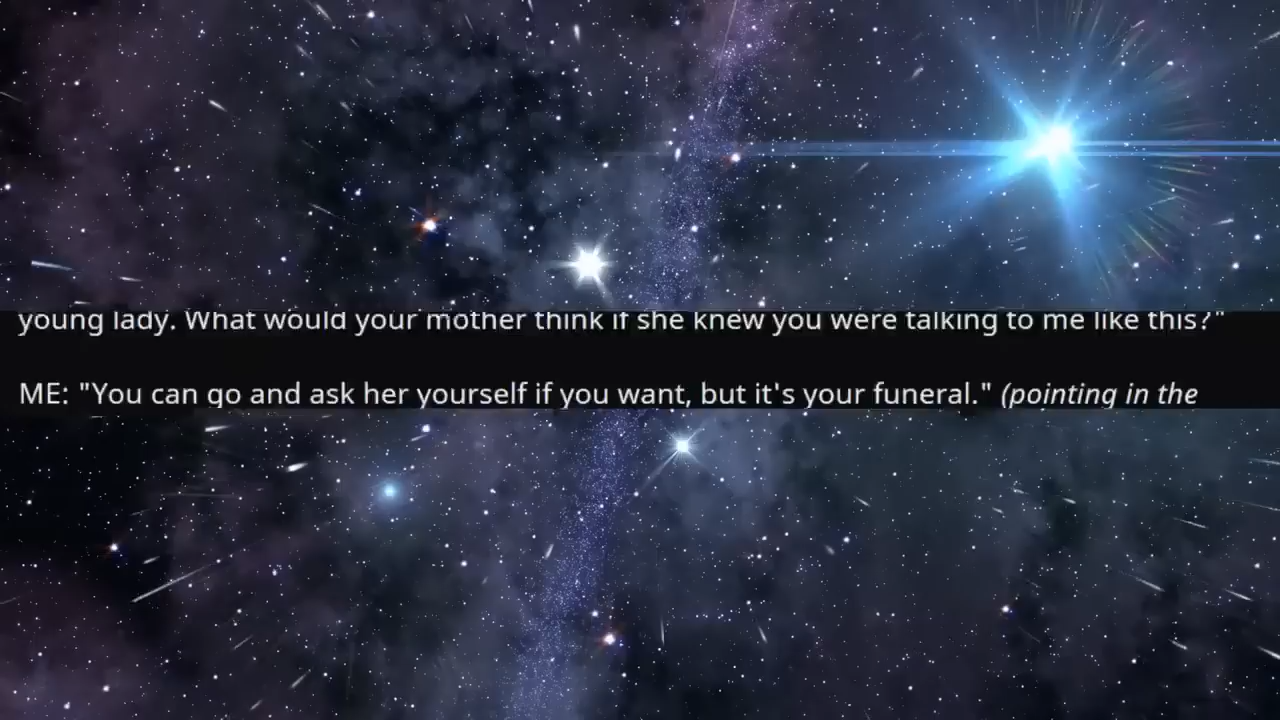 young lady. What would your mother think if she knew you were talking to me like this?"
ME: "You can go and ask her yourself if you want, but it's your funeral." (pointing in the